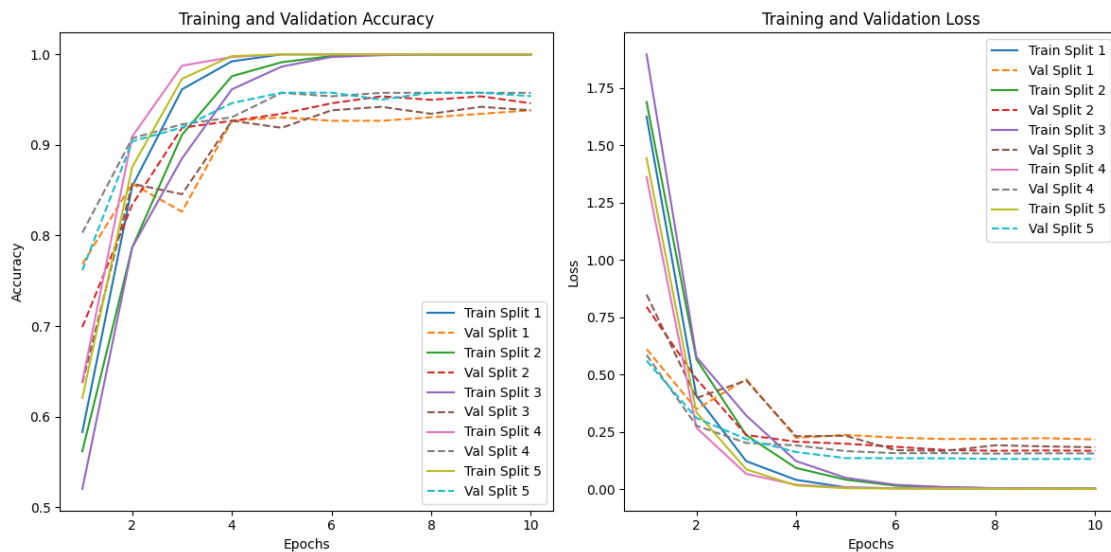 Training and Validation Accuracy
1.0
0.9
0.8
0.7
0.6
0.5
Accuracy
2
4
6
8
10
Epochs
Train Split 1
Val Split 1
Train Split 2
Val Split 2
Train Split 3
Val Split 3
Train Split 4
Val Split 4
Train Split 5
Val Split 5
Training and Validation Loss
1.75
1.50
1.25
1.00
0.75
0.50
0.25
0.00
Loss
2
4
6
8
10
Epochs
Train Split 1
Val Split 1
Train Split 2
Val Split 2
Train Split 3
Val Split 3
Train Split 4
Val Split 4
Train Split 5
Val Split 5